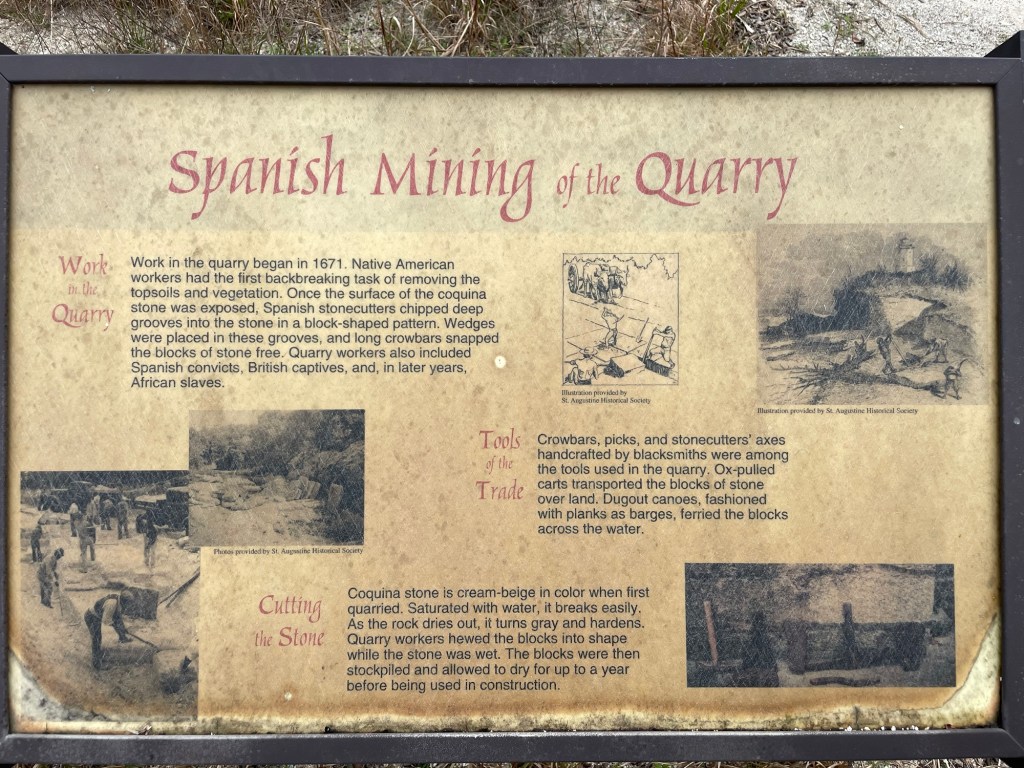 Spanish Mining of the Quarry
Work
in the
Quarry
Work in the quarry began in 1671. Native American
workers had the first backbreaking task of removing the
topsoils and vegetation. Once the surface of the coquina
stone was exposed, Spanish stonecutters chipped deep
grooves into the stone in a block-shaped pattern. Wedges
were placed in these grooves, and long crowbars snapped
the blocks of stone free. Quarry workers also included
Spanish convicts, British captives, and, in later years,
African slaves.
Illustration provided by
St. Augustine Historical Society
Illustration provided by St. Augustine Historical Society
Photos provided by St. Augustine Historical Society
Tools
of the
Trade
Crowbars, picks, and stonecutters' axes
handcrafted by blacksmiths were among
the tools used in the quarry. Ox-pulled
carts transported the blocks of stone
over land. Dugout canoes, fashioned
with planks as barges, ferried the blocks
across the water.
Cutting
the Stone
Coquina stone is cream-beige in color when first
quarried. Saturated with water, it breaks easily.
As the rock dries out, it turns gray and hardens.
Quarry workers hewed the blocks into shape
while the stone was wet. The blocks were then
stockpiled and allowed to dry for up to a year
before being used in construction.